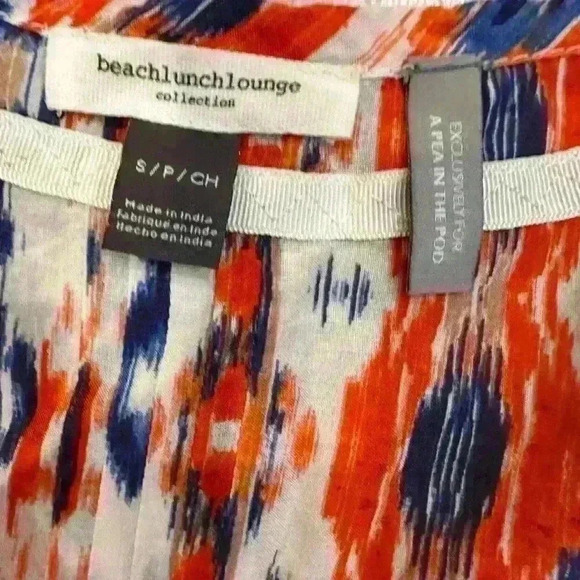 beachlunchlounge
collection
S/P/CH
Made in India
Fabriqué en Inde
Hecho en India
EXCLUSIVELY FOR
A PEA IN THE POD